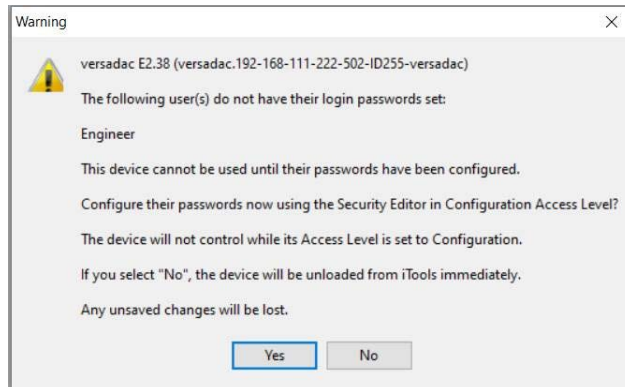 Warning
versadac E2.38 (versadac.192-168-111-222-502-ID255-versadac)
The following user(s) do not have their login passwords set:
Engineer
This device cannot be used until their passwords have been configured.
Configure their passwords now using the Security Editor in Configuration Access Level?
The device will not control while its Access Level is set to Configuration.
If you select "No", the device will be unloaded from iTools immediately.
Any unsaved changes will be lost.
Yes No